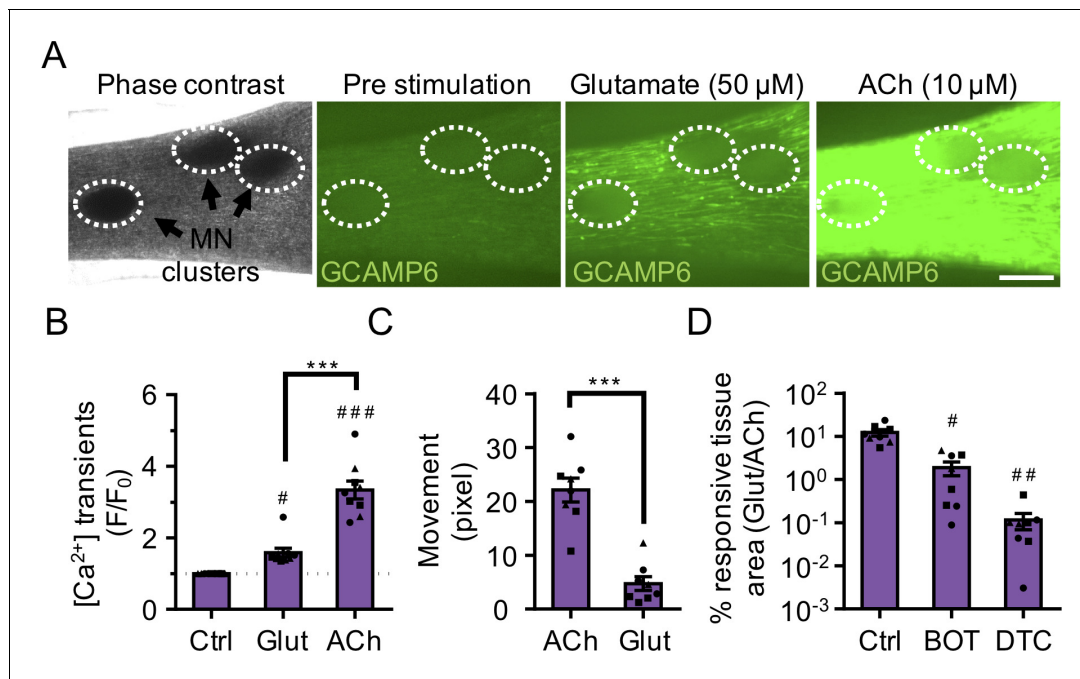 A
Phase contrast
Pre stimulation
Glutamate (50 µM)
ACh (10 µM)
MN
clusters
GCAMP6
GCAMP6
GCAMP6
B
[Ca²⁺] transients
(F/F₀)
6
4
2
0
***
###
#
Ctrl
Glut
ACh
C
Movement
(pixel)
40
30
20
10
0
***
ACh
Glut
D
% responsive tissue
area (Glut/ACh)
10²
10¹
10⁰
10⁻¹
10⁻²
10⁻³
#
##
Ctrl
BOT
DTC